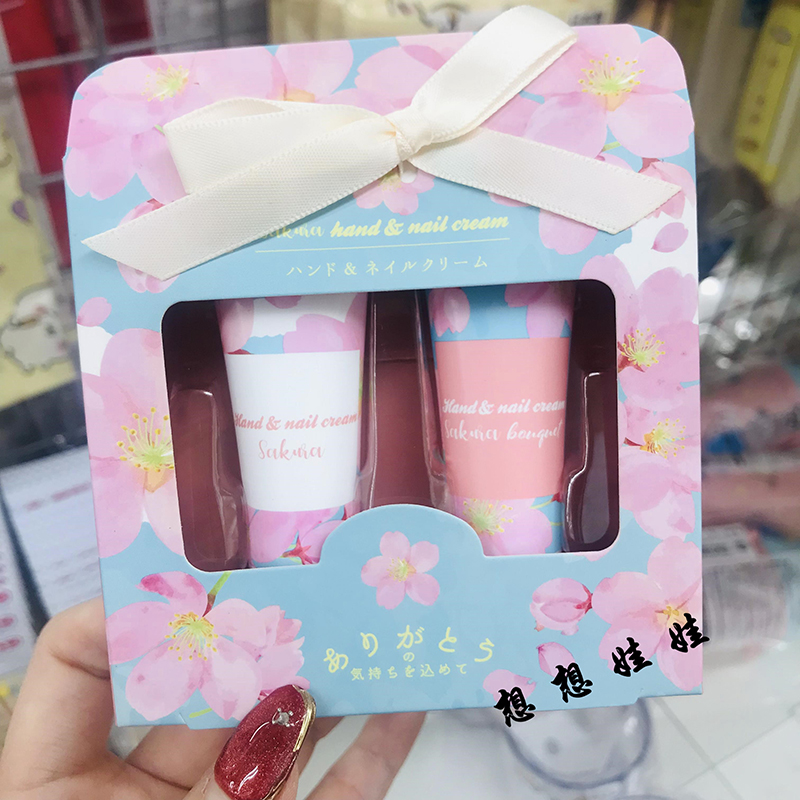 Sakura hand & nail cream
ハンド&ネイルクリーム
Hand & nail cream
Sakura
Hand & nail cream
Sakura bouquet
ありがとう
の
気持ちを込めて
想想娃娃